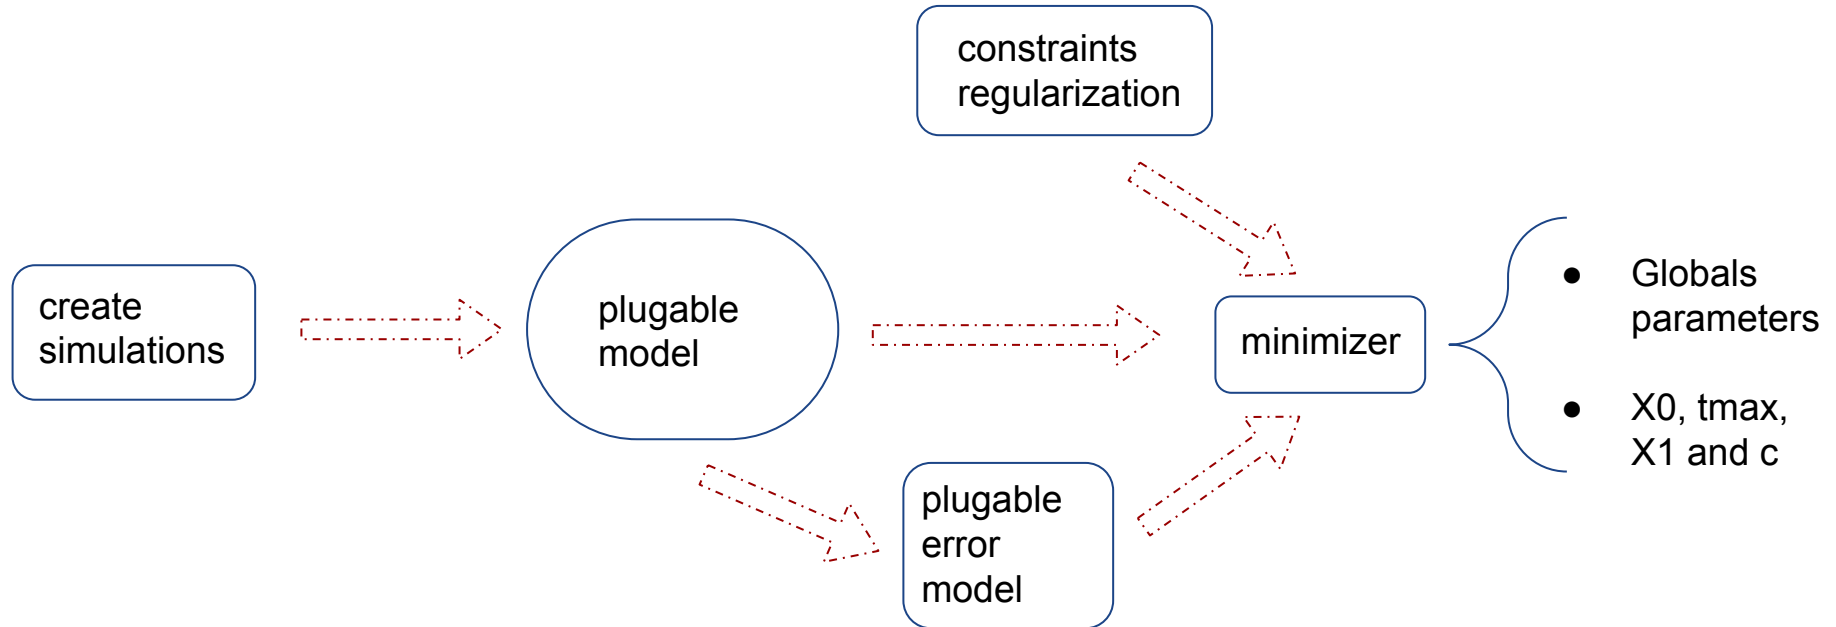 constraints
regularization
create
simulations
plugable
model
minimizer
plugable
error
model
● Globals
parameters
● X0, tmax,
X1 and c